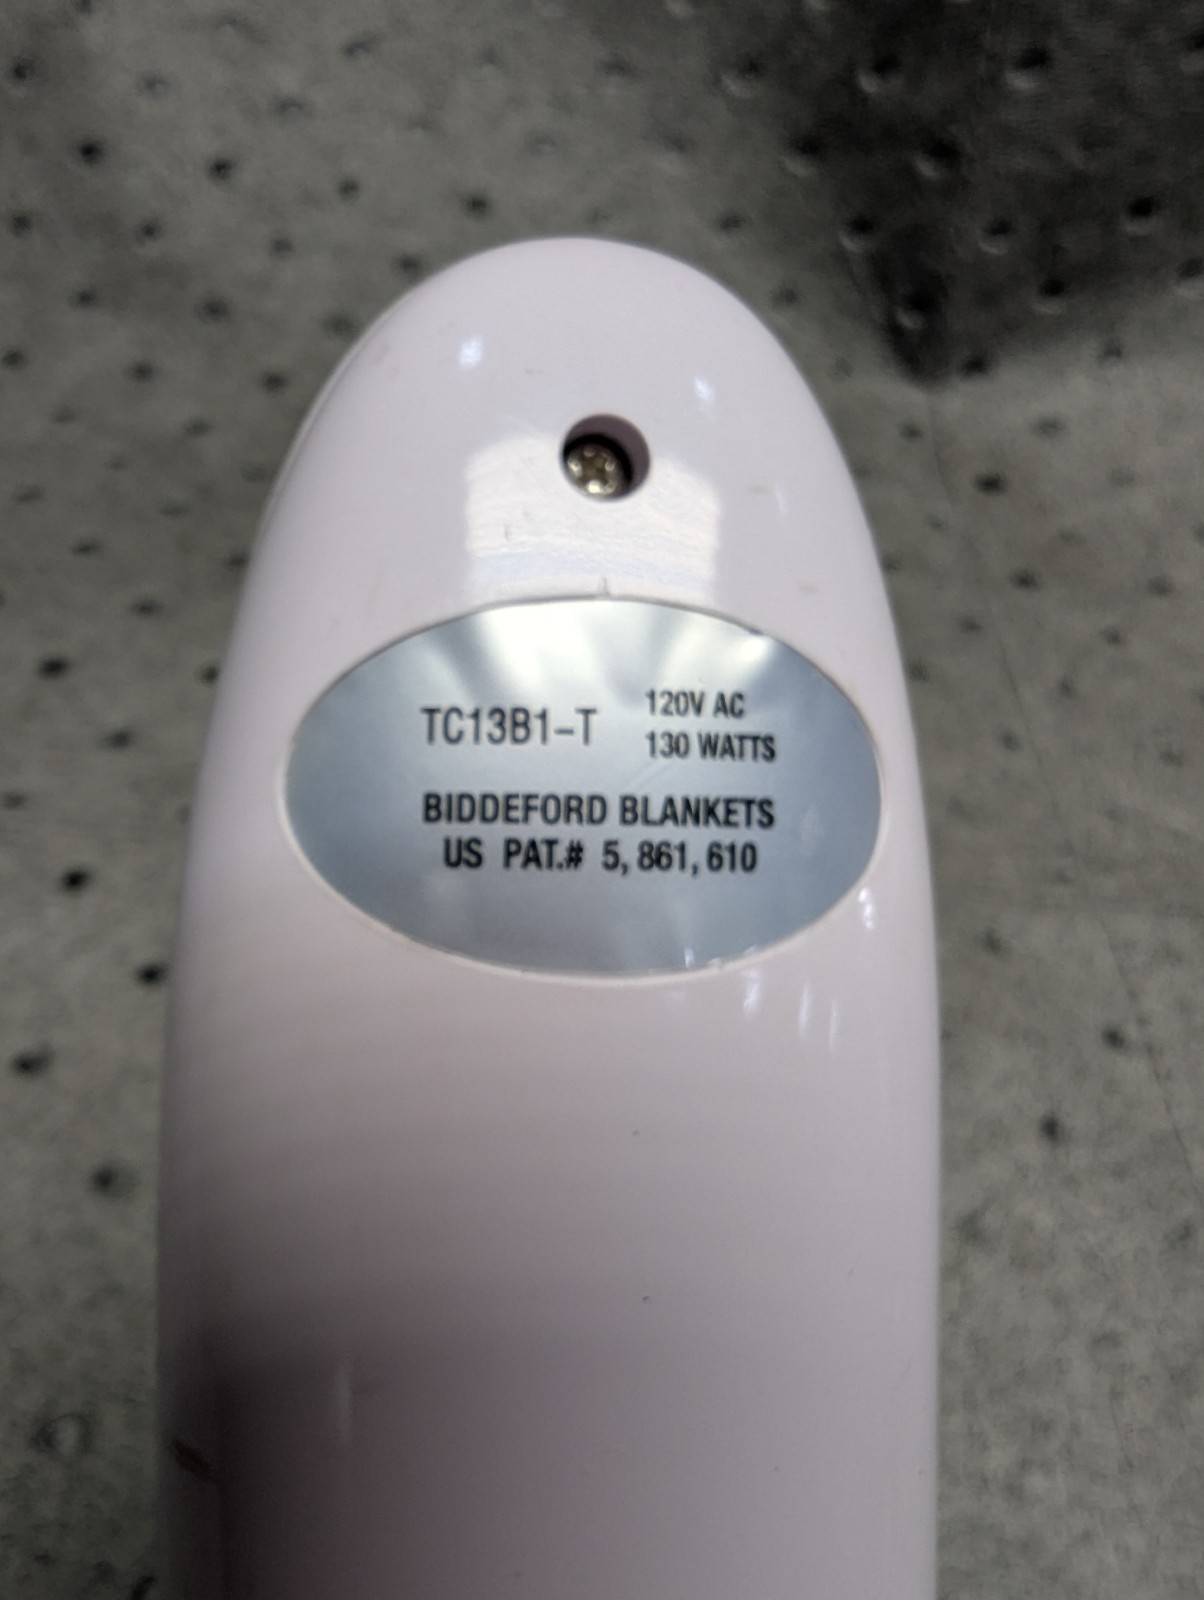 TC13B1-T
120V AC
130 WATTS
BIDDEFORD BLANKETS
US PAT.# 5, 861, 610